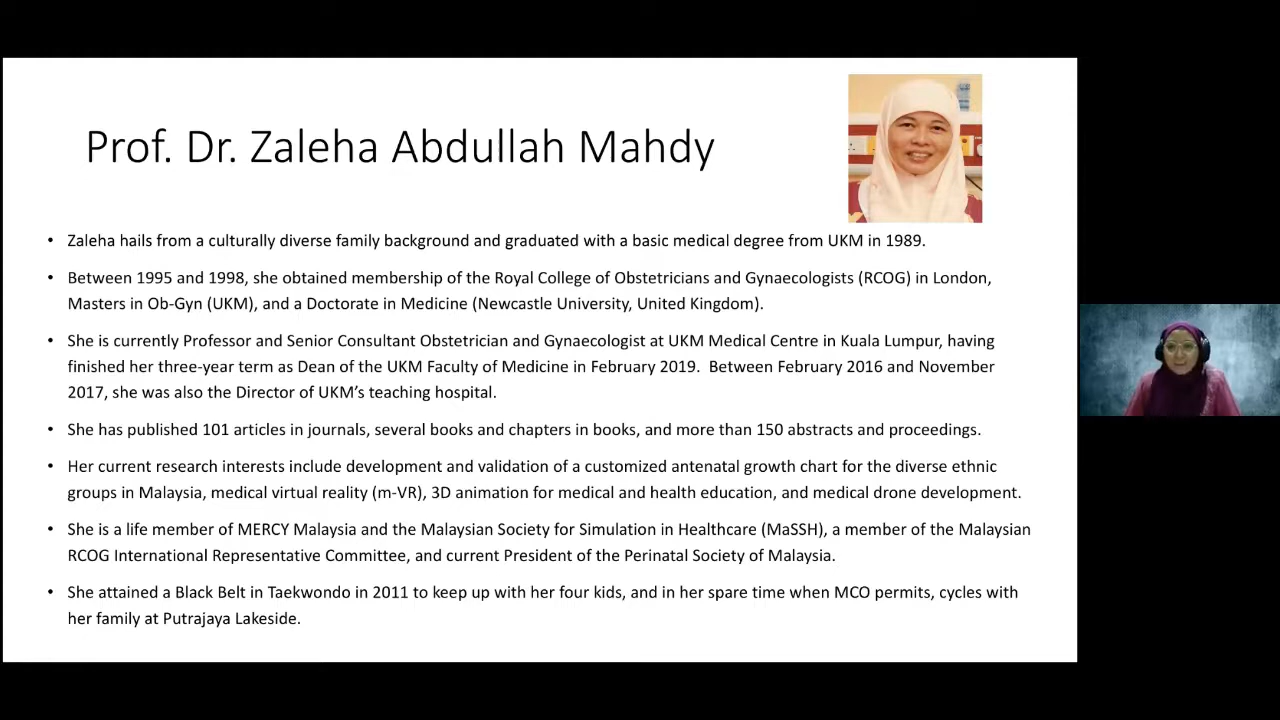 Prof. Dr. Zaleha Abdullah Mahdy
• Zaleha hails from a culturally diverse family background and graduated with a basic medical degree from UKM in 1989.
• Between 1995 and 1998, she obtained membership of the Royal College of Obstetricians and Gynaecologists (RCOG) in London,
Masters in Ob-Gyn (UKM), and a Doctorate in Medicine (Newcastle University, United Kingdom).
• She is currently Professor and Senior Consultant Obstetrician and Gynaecologist at UKM Medical Centre in Kuala Lumpur, having
finished her three-year term as Dean of the UKM Faculty of Medicine in February 2019.  Between February 2016 and November
2017, she was also the Director of UKM’s teaching hospital.
• She has published 101 articles in journals, several books and chapters in books, and more than 150 abstracts and proceedings.
• Her current research interests include development and validation of a customized antenatal growth chart for the diverse ethnic
groups in Malaysia, medical virtual reality (m-VR), 3D animation for medical and health education, and medical drone development.
• She is a life member of MERCY Malaysia and the Malaysian Society for Simulation in Healthcare (MaSSH), a member of the Malaysian
RCOG International Representative Committee, and current President of the Perinatal Society of Malaysia.
• She attained a Black Belt in Taekwondo in 2011 to keep up with her four kids, and in her spare time when MCO permits, cycles with
her family at Putrajaya Lakeside.